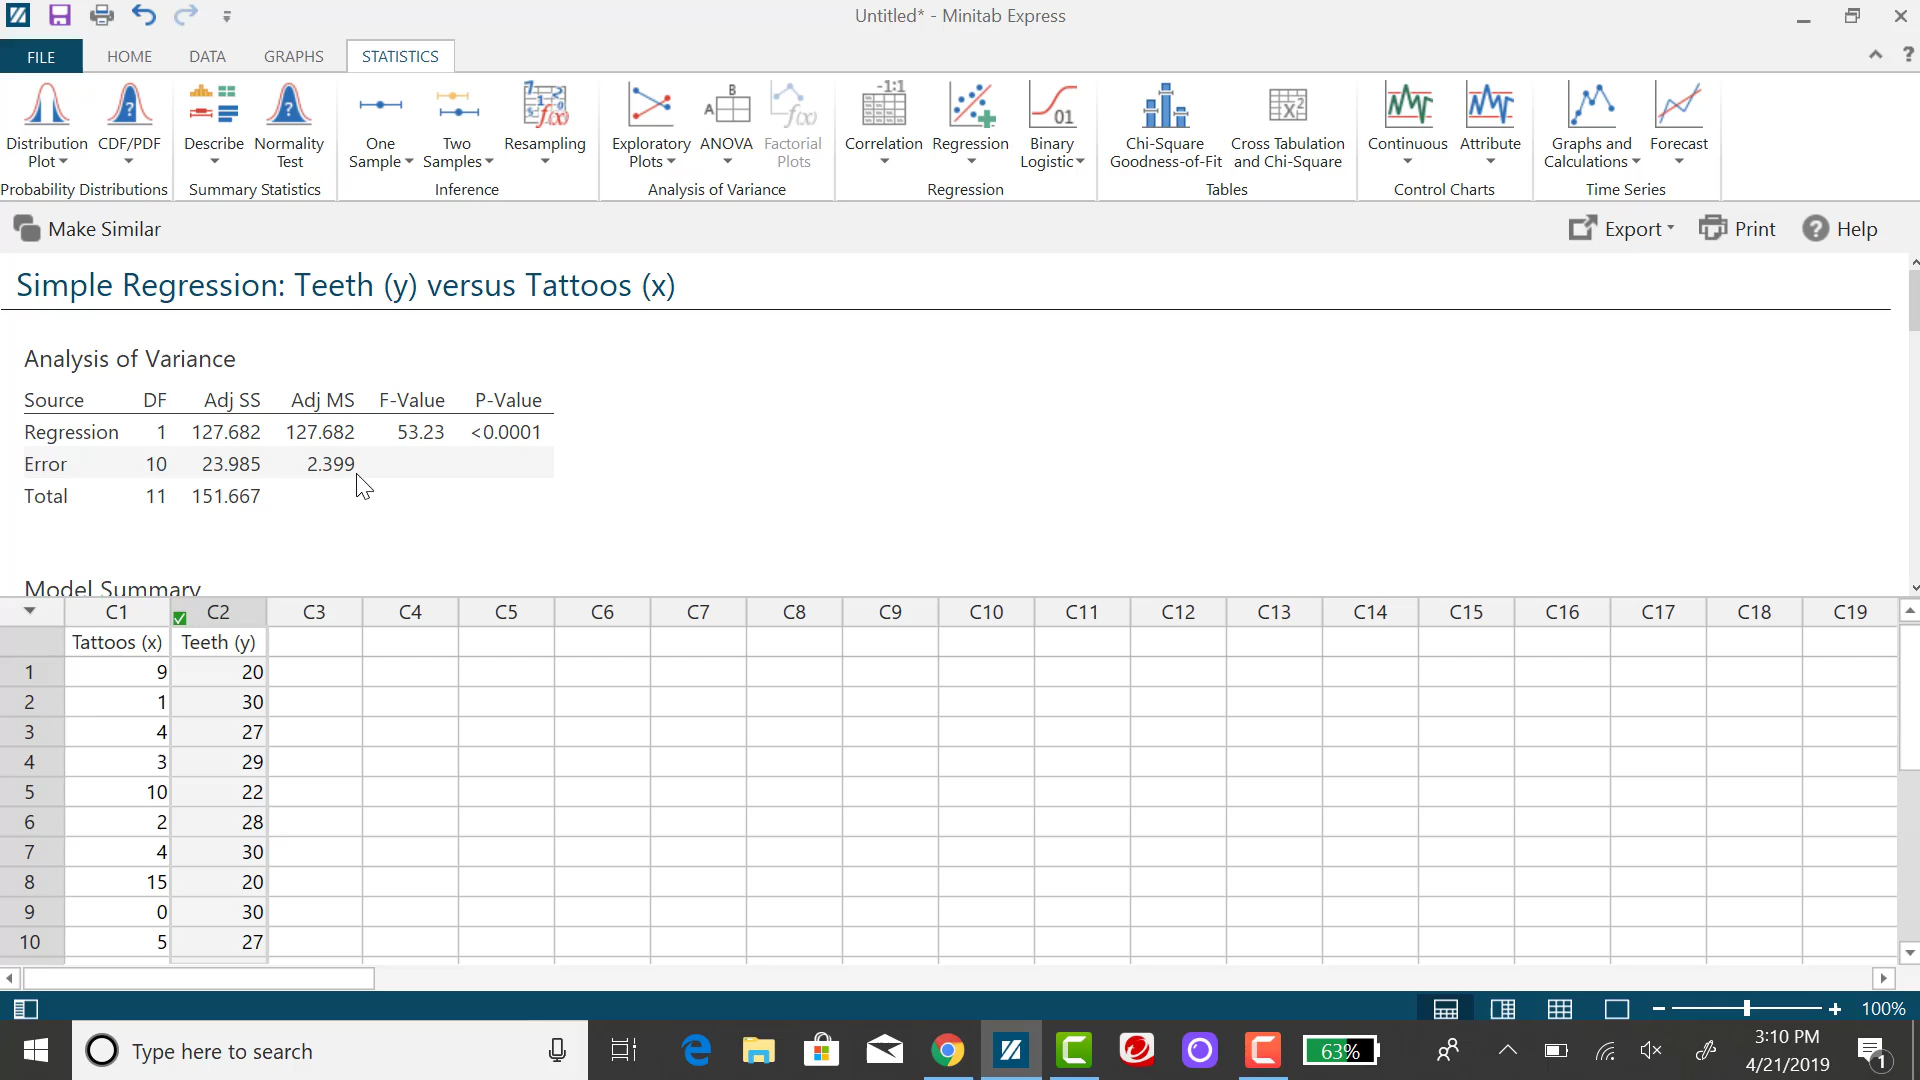 Untitled* - Minitab Express
FILE HOME DATA GRAPHS STATISTICS
Distribution Plot CDF/PDF Describe Normality Test One Sample Two Samples Resampling Exploratory Plots ANOVA Factorial Plots Correlation Regression Binary Logistic Chi-Square Goodness-of-Fit Cross Tabulation and Chi-Square Continuous Attribute Graphs and Calculations Forecast
Probability Distributions Summary Statistics Inference Analysis of Variance Regression Tables Control Charts Time Series
Make Similar Export Print Help
Simple Regression: Teeth (y) versus Tattoos (x)
Analysis of Variance
Source DF Adj SS Adj MS F-Value P-Value
Regression 1 127.682 127.682 53.23 <0.0001
Error 10 23.985 2.399
Total 11 151.667
Model Summary
C1 C2 C3 C4 C5 C6 C7 C8 C9 C10 C11 C12 C13 C14 C15 C16 C17 C18 C19
Tattoos (x) Teeth (y)
1 9 20
2 1 30
3 4 27
4 3 29
5 10 22
6 2 28
7 4 30
8 15 20
9 0 30
10 5 27
100%
Type here to search 63% 3:10 PM
4/21/2019 1